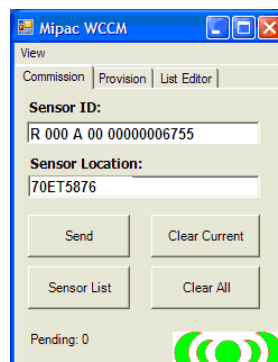 Mipac WCCM
View
Commission Provision List Editor
Sensor ID:
R 000 A 00 00000006755
Sensor Location:
70ET5876
Send Clear Current
Sensor List Clear All
Pending: 0